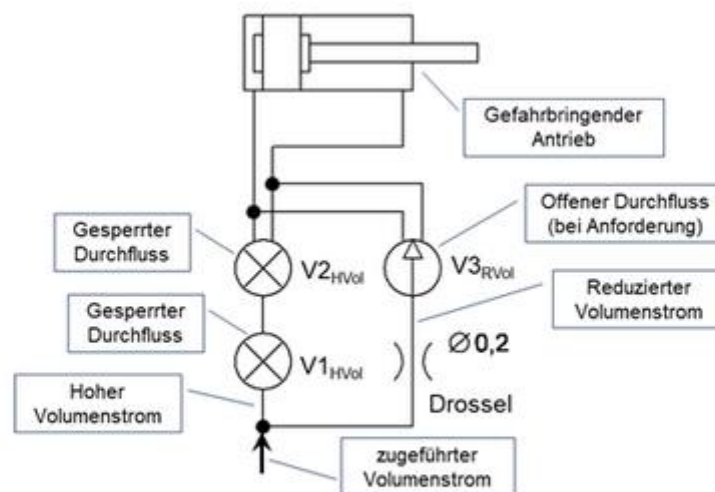 Gefahrbringender
Antrieb
Gesperrter
Durchfluss
V2HVol
Offener Durchfluss
(bei Anforderung)
V3RVol
Gesperrter
Durchfluss
V1HVol
Reduzierter
Volumenstrom
Ø 0,2
Drossel
Hoher
Volumenstrom
zugeführter
Volumenstrom